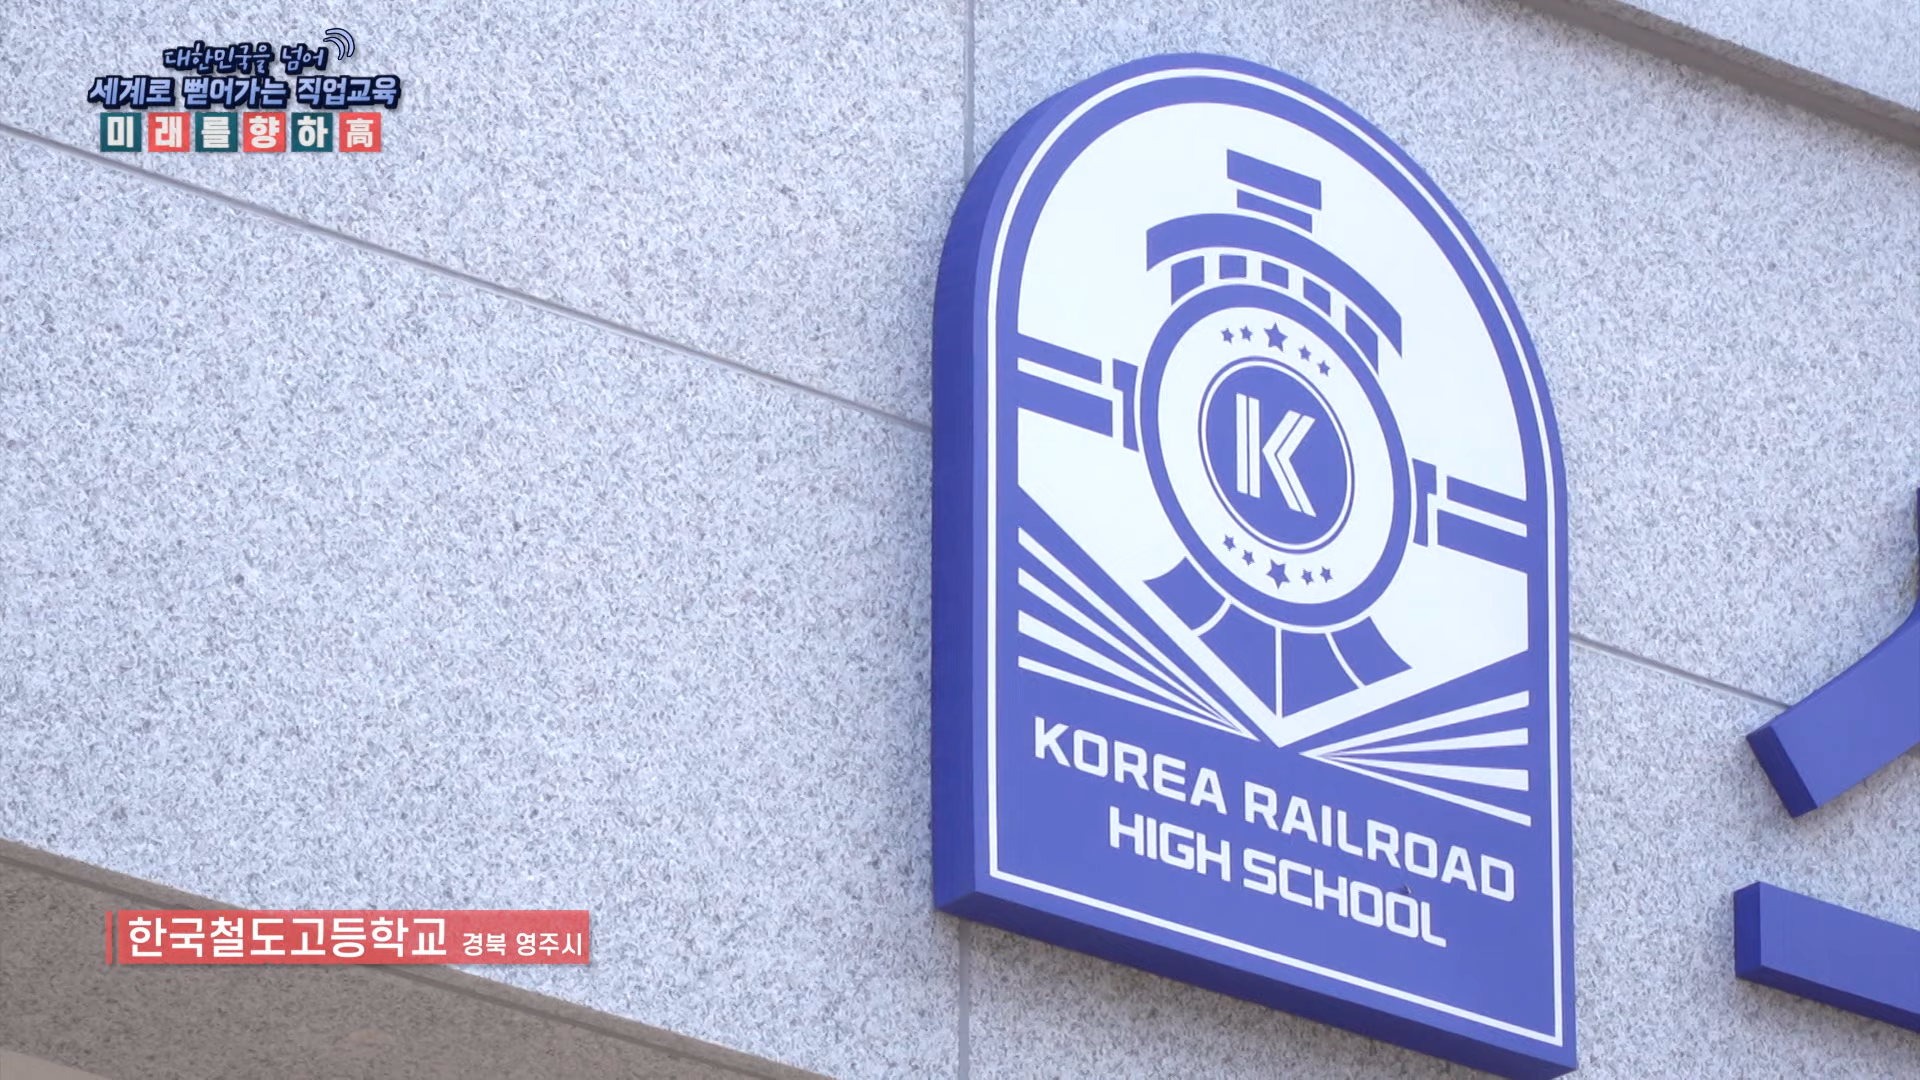 대한민국을 넘어
세계로 뻗어가는 직업교육
미래를향하高
K
KOREA RAILROAD
HIGH SCHOOL
한국철도고등학교 경북 영주시